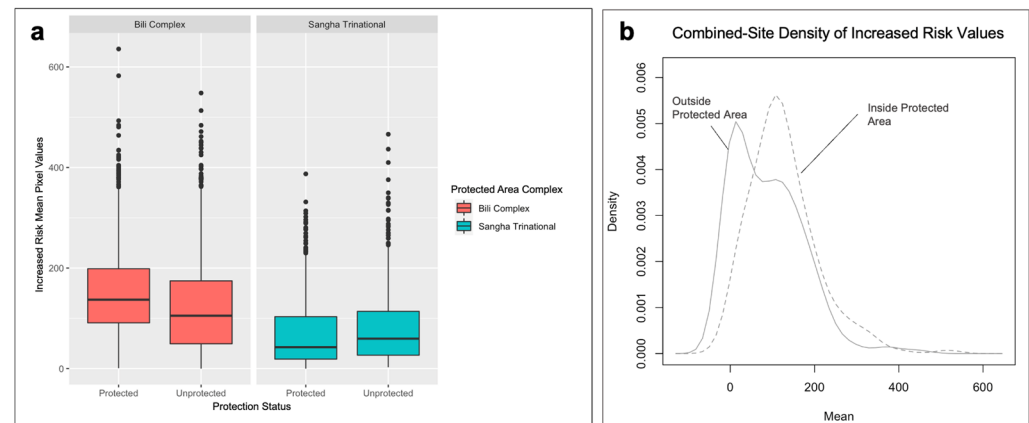 a
Bili Complex
Sangha Trinational
600
400
200
0
Increased Risk Mean Pixel Values
Protected
Unprotected
Protected
Unprotected
Protection Status
Protected Area Complex
Bili Complex
Sangha Trinational
b
Combined-Site Density of Increased Risk Values
Outside
Protected Area
Inside Protected
Area
0.006
0.005
0.004
0.003
0.002
0.001
0.000
Density
0
200
400
600
Mean